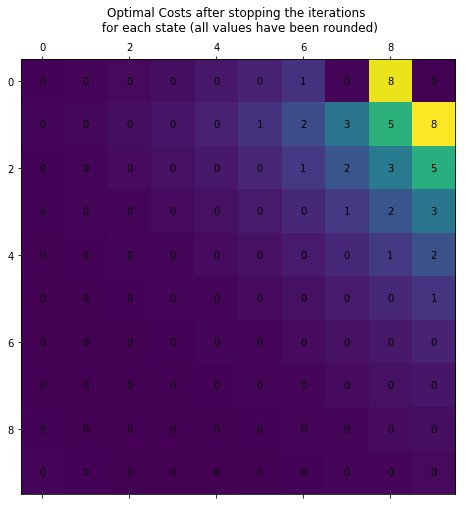 Optimal Costs after stopping the iterations
for each state (all values have been rounded)
0 2 4 6 8
0 0 0 0 0 0 0 1 0 8 0
0 0 0 0 0 1 2 3 5 8
2 0 0 0 0 0 0 1 2 3 5
0 0 0 0 0 0 0 1 2 3
4 0 0 0 0 0 0 0 0 1 2
0 0 0 0 0 0 0 0 0 1
6 0 0 0 0 0 0 0 0 0 0
0 0 0 0 0 0 0 0 0 0
8 0 0 0 0 0 0 0 0 0 0
0 0 0 0 0 0 0 0 0 0